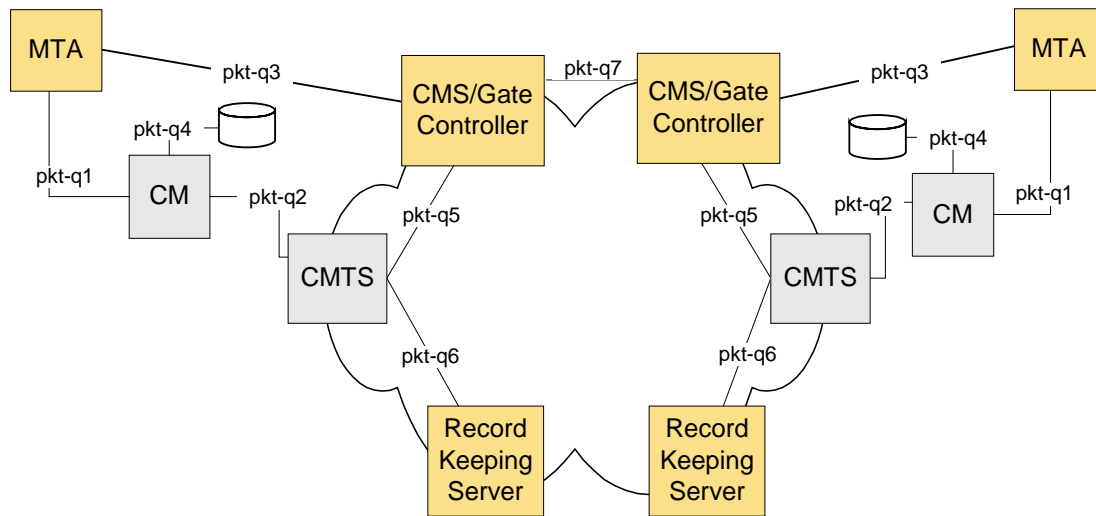 MTA
pkt-q3
CMS/Gate
Controller
pkt-q7
CMS/Gate
Controller
pkt-q3
MTA
pkt-q4
pkt-q4
pkt-q1
CM
pkt-q2
pkt-q5
pkt-q5
pkt-q2
CM
pkt-q1
CMTS
CMTS
pkt-q6
pkt-q6
Record
Keeping
Server
Record
Keeping
Server